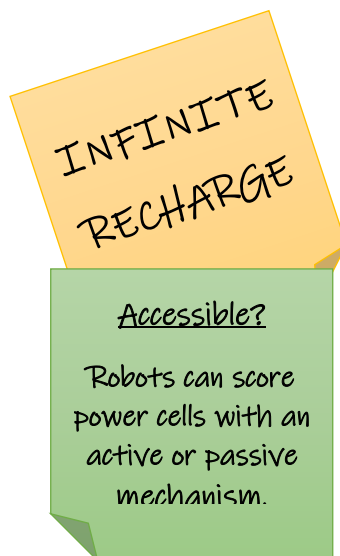 INFINITE
RECHARGE
Accessible?
Robots can score
power cells with an
active or passive
mechanism.